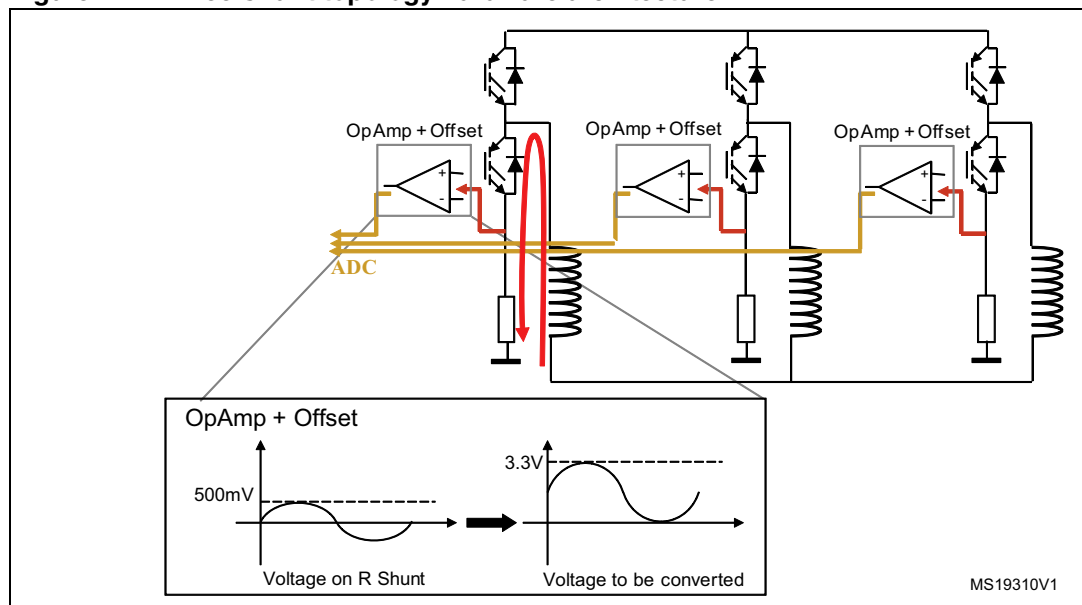 OpAmp + Offset
OpAmp + Offset
OpAmp + Offset
+
-
+
-
+
-
ADC
OpAmp + Offset
3.3V
500mV
Voltage on R Shunt
Voltage to be converted
MS19310V1